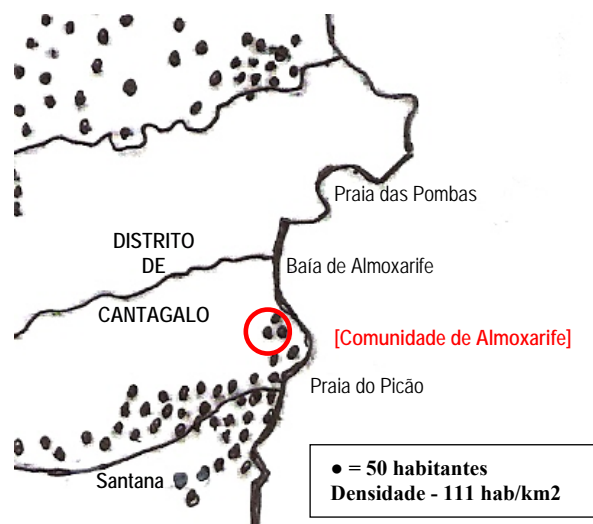 Praia das Pombas
DISTRITO
DE
CANTAGALO
Baía de Almoxarife
[Comunidade de Almoxarife]
Praia do Picão
Santana
● = 50 habitantes
Densidade - 111 hab/km2